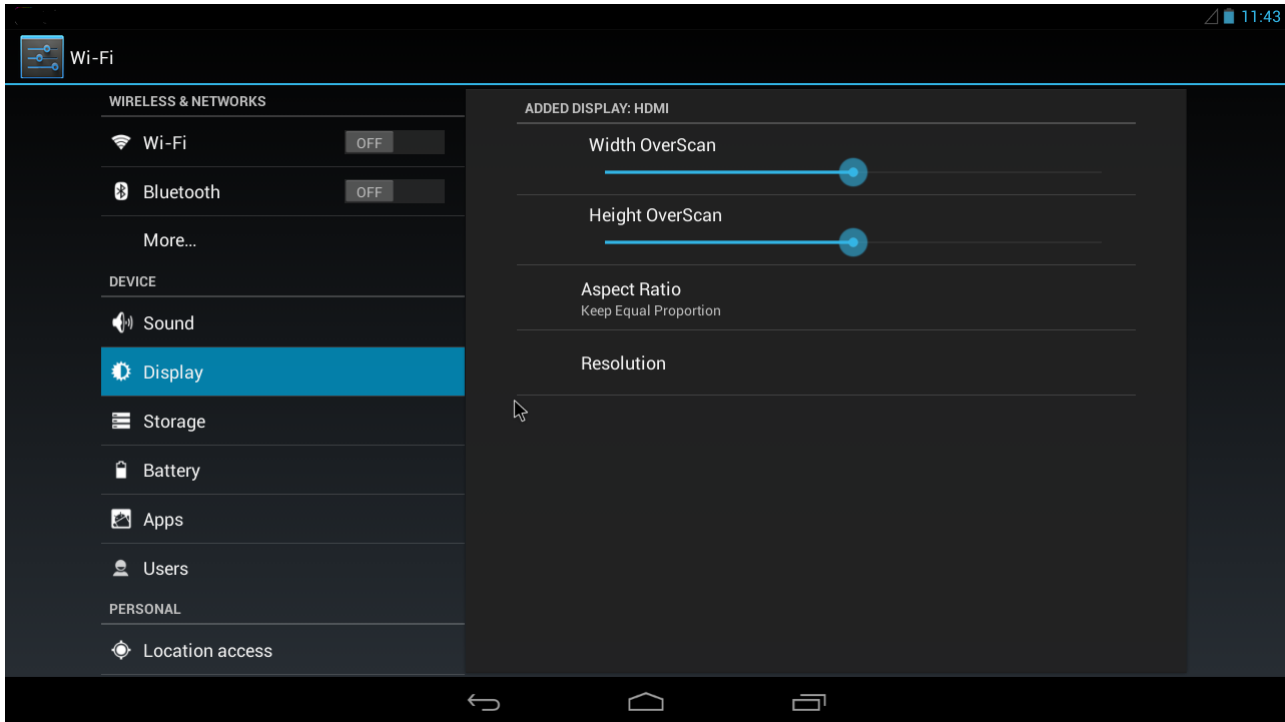 11:43
Wi-Fi
WIRELESS & NETWORKS
Wi-Fi OFF
Bluetooth OFF
More...
DEVICE
Sound
Display
Storage
Battery
Apps
Users
PERSONAL
Location access
ADDED DISPLAY: HDMI
Width OverScan
Height OverScan
Aspect Ratio
Keep Equal Proportion
Resolution